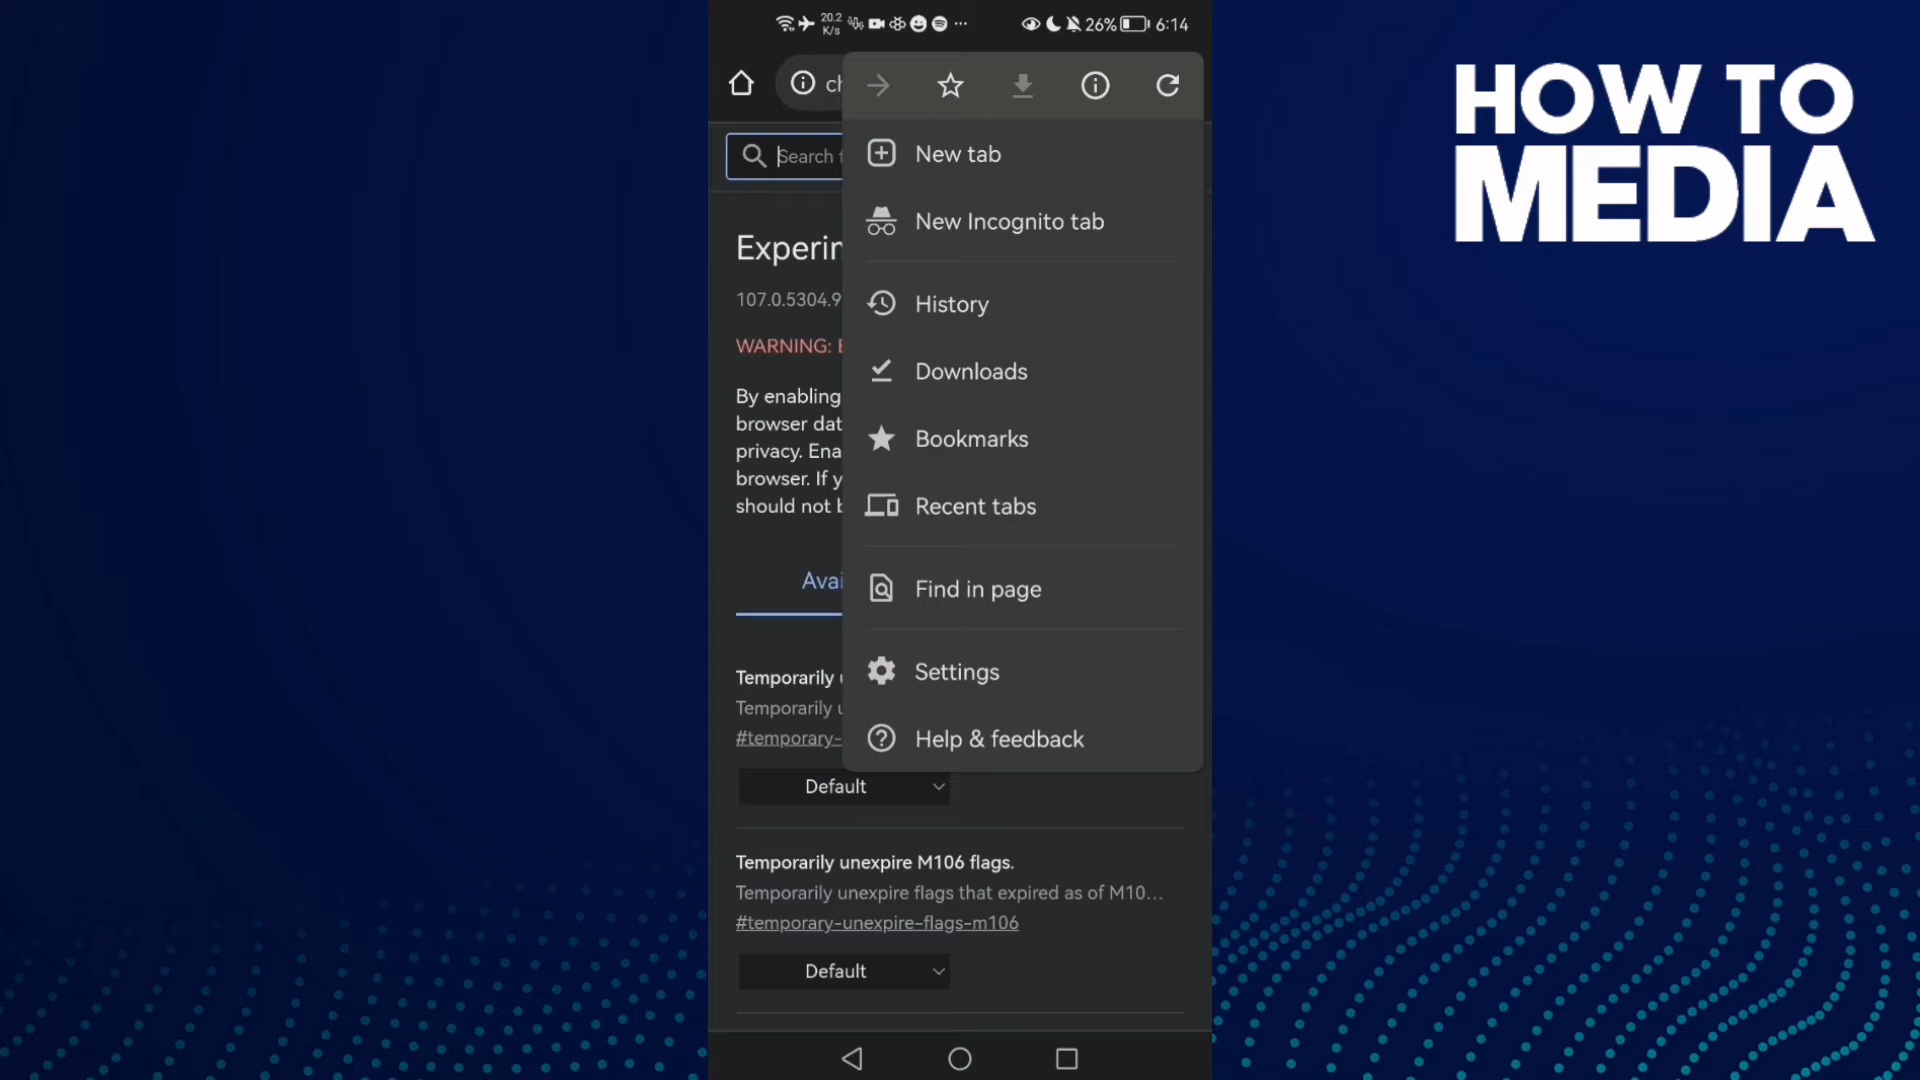 20.2
K/s
26%
6:14
HOW TO
MEDIA
New tab
New Incognito tab
History
Downloads
Bookmarks
Recent tabs
Find in page
Settings
Help & feedback
Search
107.0.5304.9
WARNING:
By enabling
browser dat
privacy. Ena
browser. If y
should not b
Avai
Temporarily
Temporarily
#temporary-
Default
Temporarily unexpire M106 flags.
Temporarily unexpire flags that expired as of M10...
#temporary-unexpire-flags-m106
Default